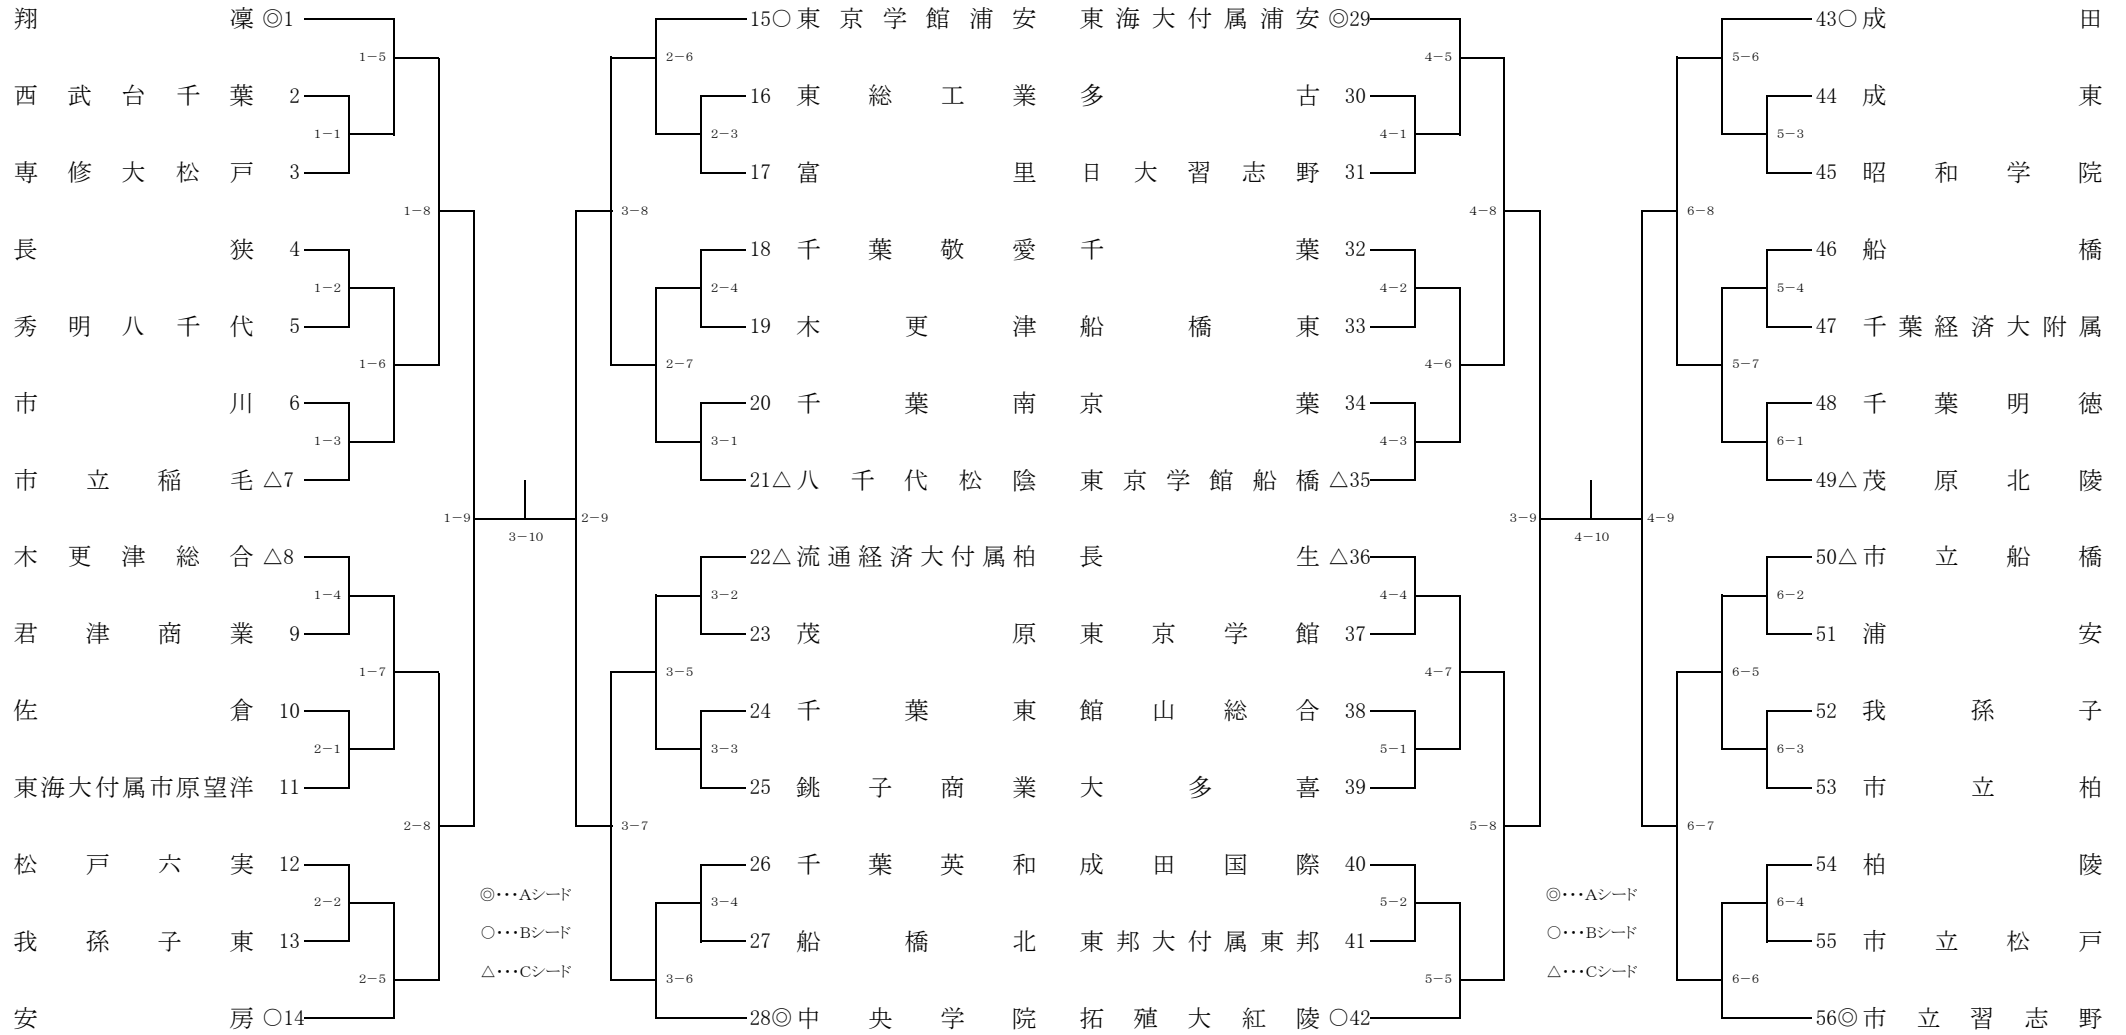 翔凜 ◎1
15○ 東京学館浦安
東海大付属浦安 ◎29
43○ 成田
1-5
2-6
4-5
5-6
西武台千葉 2
16 東総工業
多古 30
44 成東
1-1
2-3
4-1
5-3
専修大松戸 3
17 富里
日大習志野 31
45 昭和学院
1-8
3-8
4-8
6-8
長狭 4
18 千葉敬愛
千葉 32
46 船橋
1-2
2-4
4-2
5-4
秀明八千代 5
19 木更津
船橋東 33
47 千葉経済大附属
1-6
2-7
4-6
5-7
市川 6
20 千葉南
京葉 34
48 千葉明徳
1-3
3-1
4-3
6-1
市立稲毛 △7
21△ 八千代松陰
東京学館船橋 △35
49△ 茂原北陵
1-9
2-9
3-9
4-9
3-10
4-10
木更津総合 △8
22△ 流通経済大付属柏
長生 △36
50△ 市立船橋
1-4
3-2
4-4
6-2
君津商業 9
23 茂原
東京学館 37
51 浦安
1-7
3-5
4-7
6-5
佐倉 10
24 千葉東
館山総合 38
52 我孫子
2-1
3-3
5-1
6-3
東海大付属市原望洋 11
25 銚子商業
大多喜 39
53 市立柏
2-8
3-7
5-8
6-7
松戸六実 12
26 千葉英和
成田国際 40
54 柏陵
◎･･･Aシード
◎･･･Aシード
2-2
3-4
5-2
6-4
○･･･Bシード
○･･･Bシード
我孫子東 13
27 船橋北
東邦大付属東邦 41
55 市立松戸
△･･･Cシード
△･･･Cシード
2-5
3-6
5-5
6-6
安房 ○14
28◎ 中央学院
拓殖大紅陵 ○42
56◎ 市立習志野